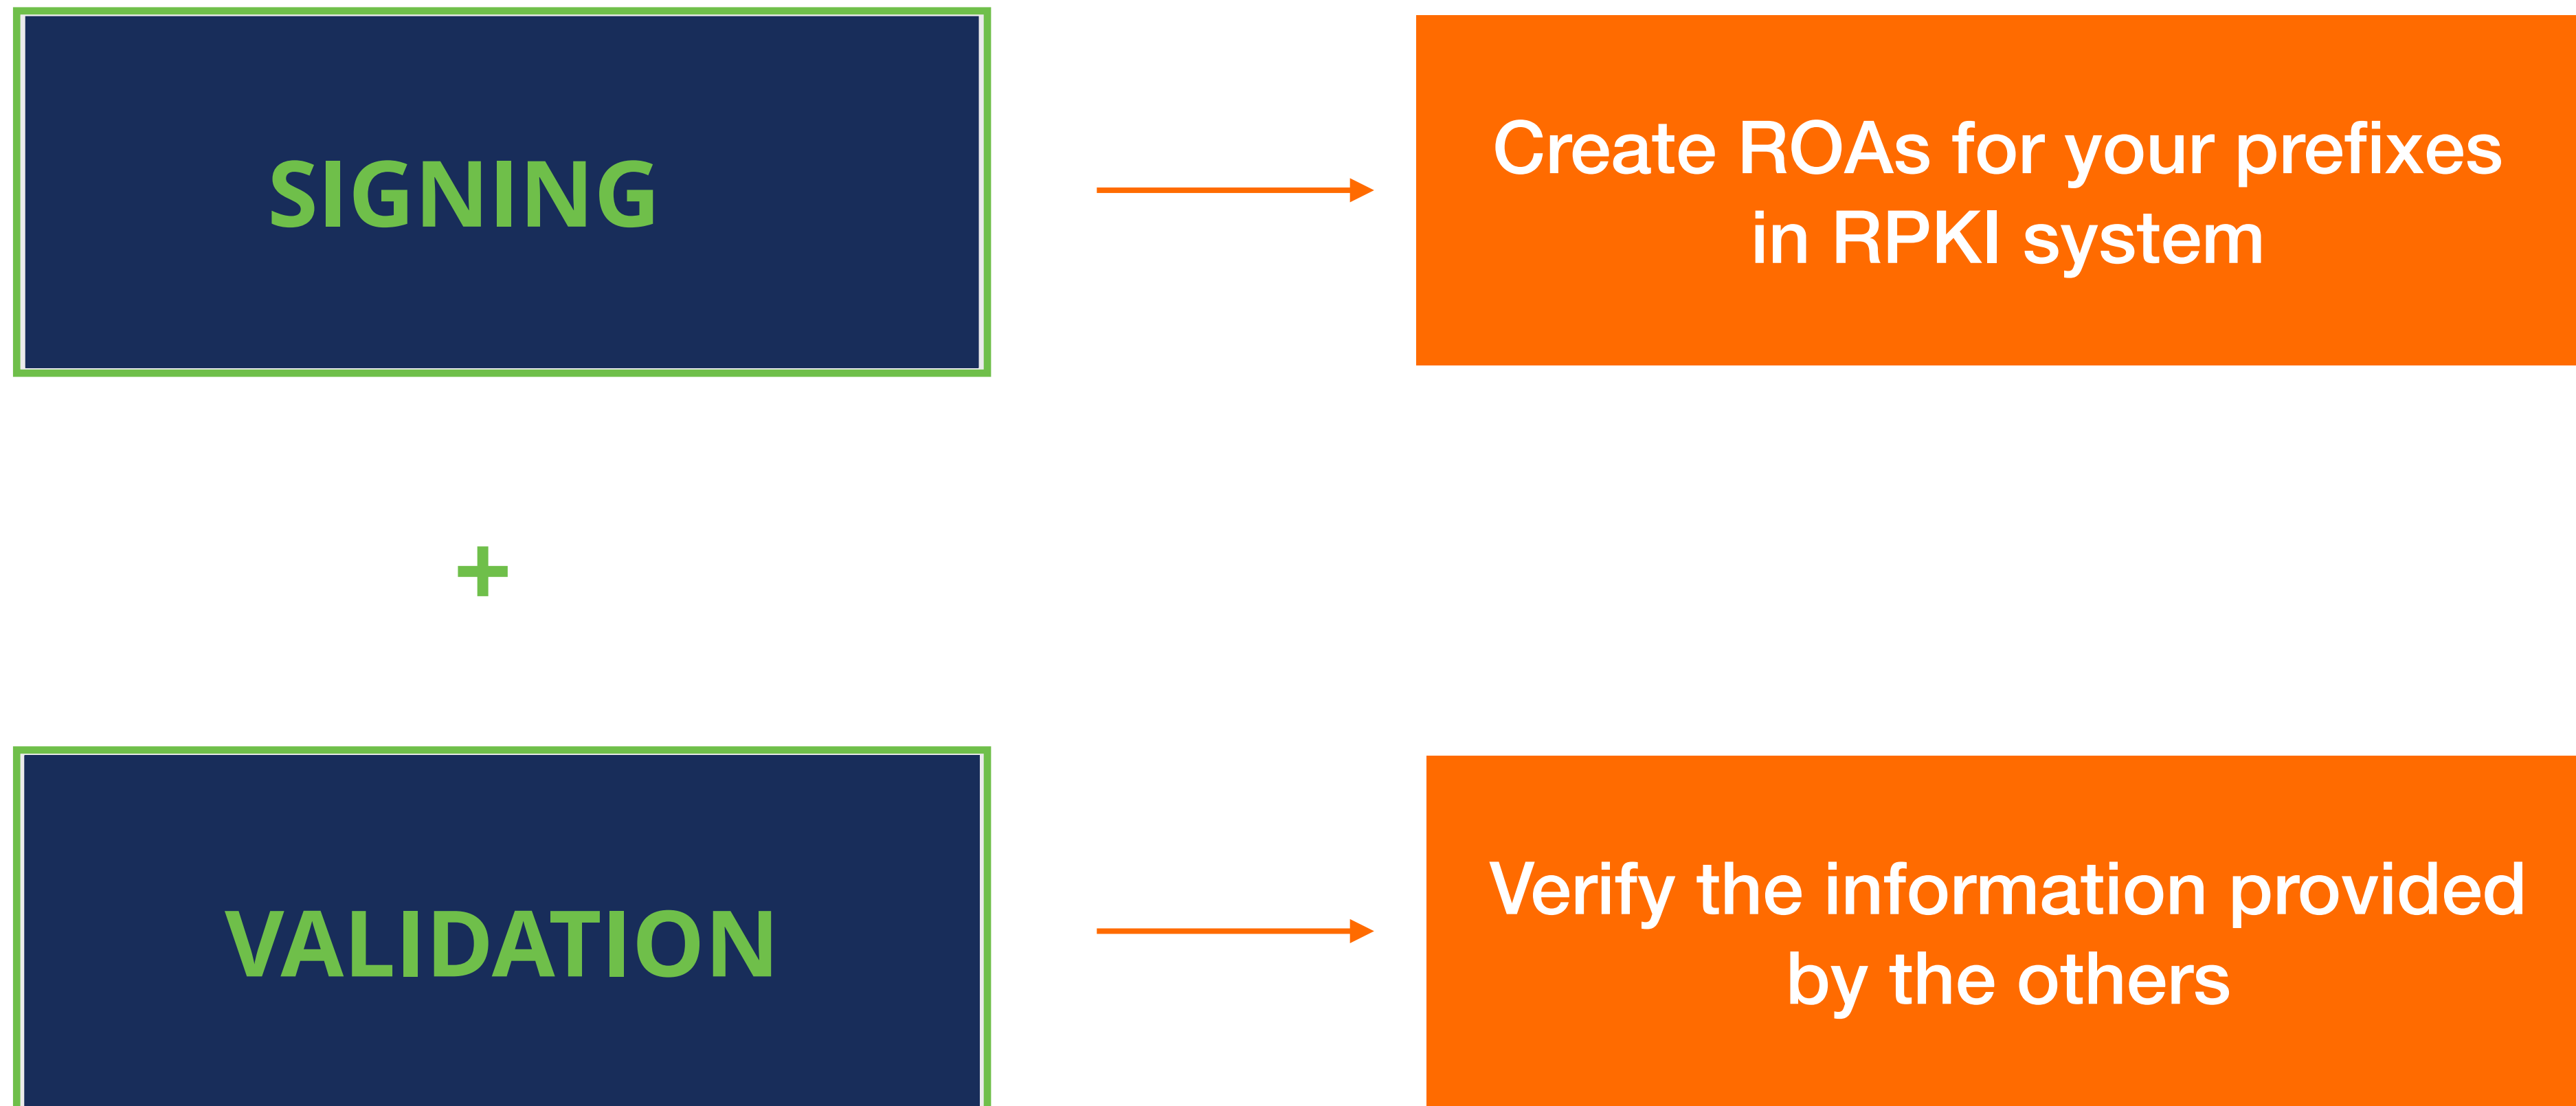 SIGNING
Create ROAs for your prefixes
in RPKI system
+
VALIDATION
Verify the information provided
by the others